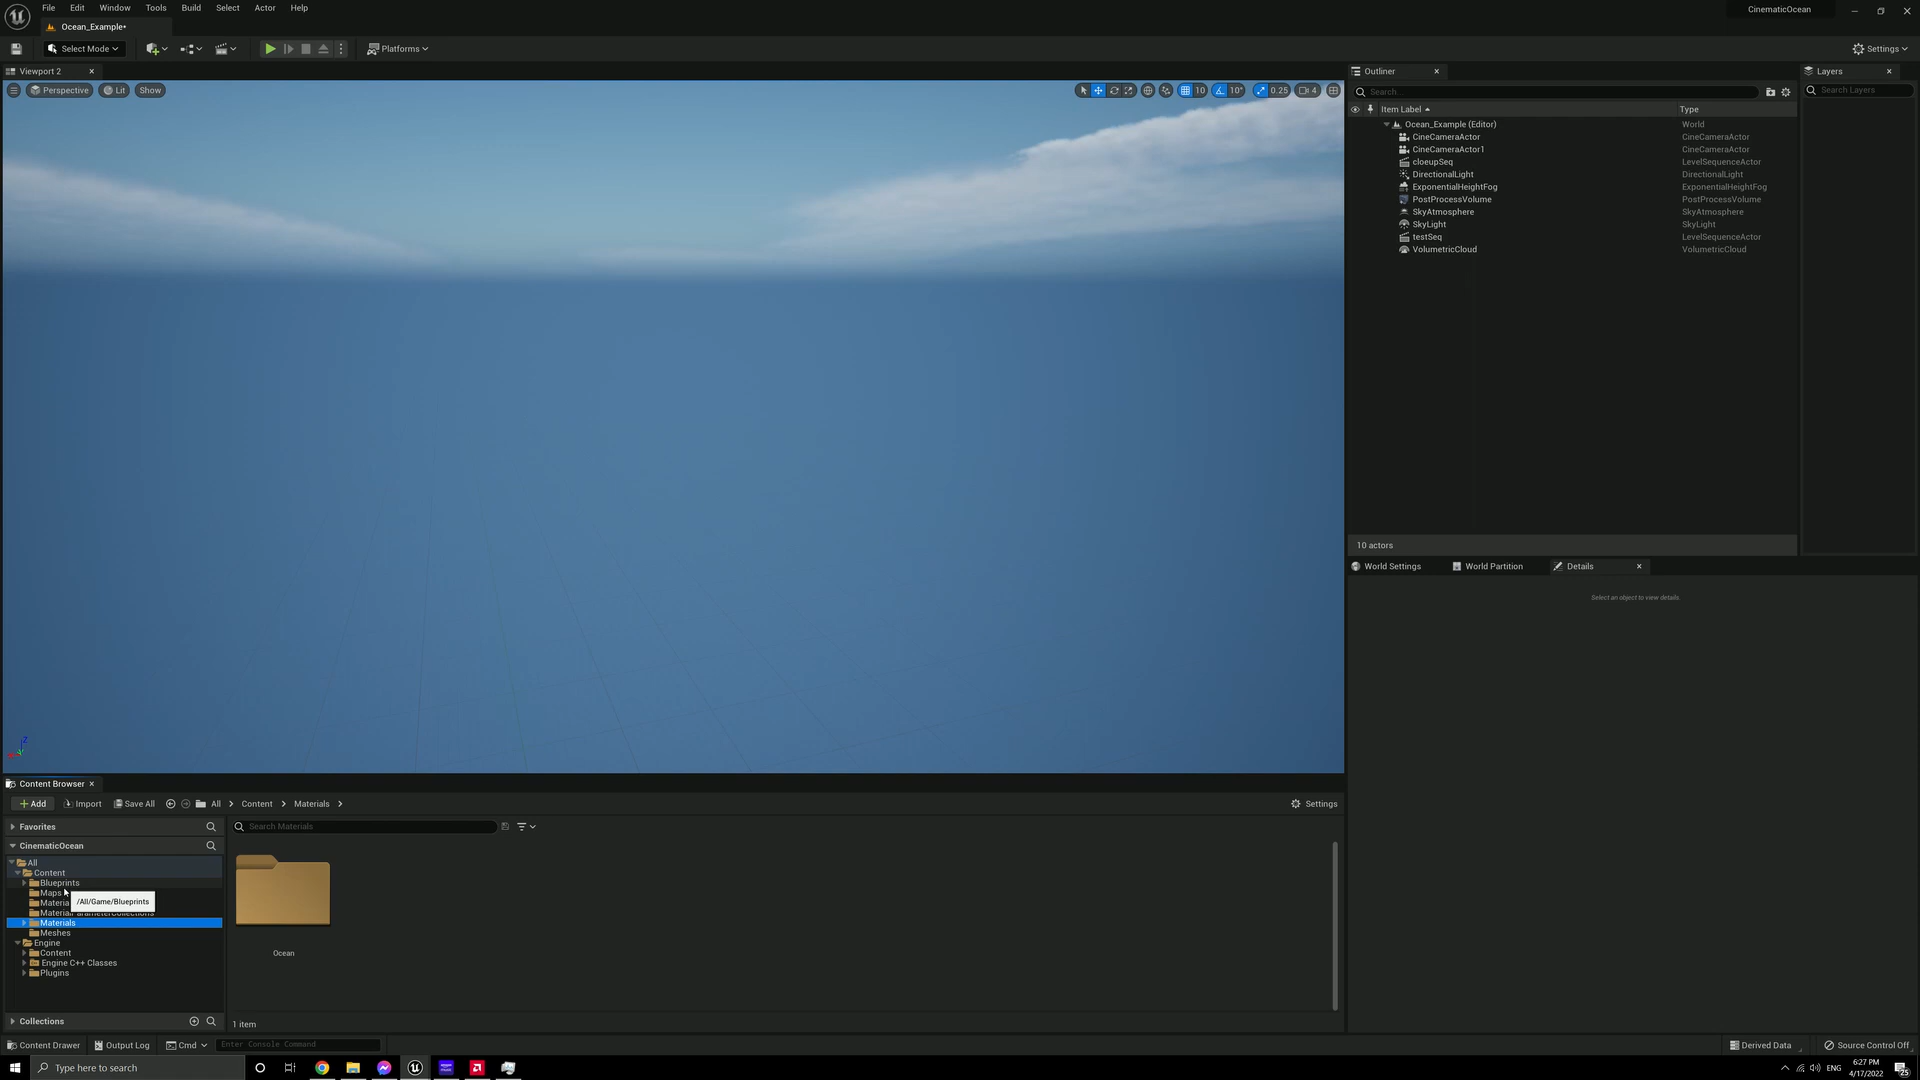 File Edit Window Tools Build Select Actor Help
CinematicOcean
Ocean_Example*
Select Mode
Platforms
Settings
Viewport 2
Outliner
Layers
Perspective Lit Show
10 10° 0.25 4
Search...
Search Layers
Item Label Type
Ocean_Example (Editor) World
CineCameraActor CineCameraActor
CineCameraActor1 CineCameraActor
cloeupSeq LevelSequenceActor
DirectionalLight DirectionalLight
ExponentialHeightFog ExponentialHeightFog
PostProcessVolume PostProcessVolume
SkyAtmosphere SkyAtmosphere
SkyLight SkyLight
testSeq LevelSequenceActor
VolumetricCloud VolumetricCloud
10 actors
World Settings World Partition Details
Select an object to view details.
Z
Content Browser
Add Import Save All All Content Materials Settings
Favorites
Search Materials
CinematicOcean
All
Content
Blueprints
Maps
/All/Game/Blueprints
Materials
Meshes
Engine
Content
Engine C++ Classes
Plugins
Ocean
Collections
1 item
Content Drawer Output Log Cmd Enter Console Command
Derived Data Source Control Off
Type here to search
ENG
6:27 PM
4/17/2022
25